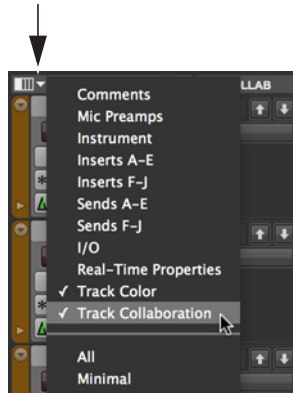 LLAB
Comments
Mic Preamps
Instrument
Inserts A–E
Inserts F–J
Sends A–E
Sends F–J
I/O
Real-Time Properties
✓ Track Color
✓ Track Collaboration
All
Minimal